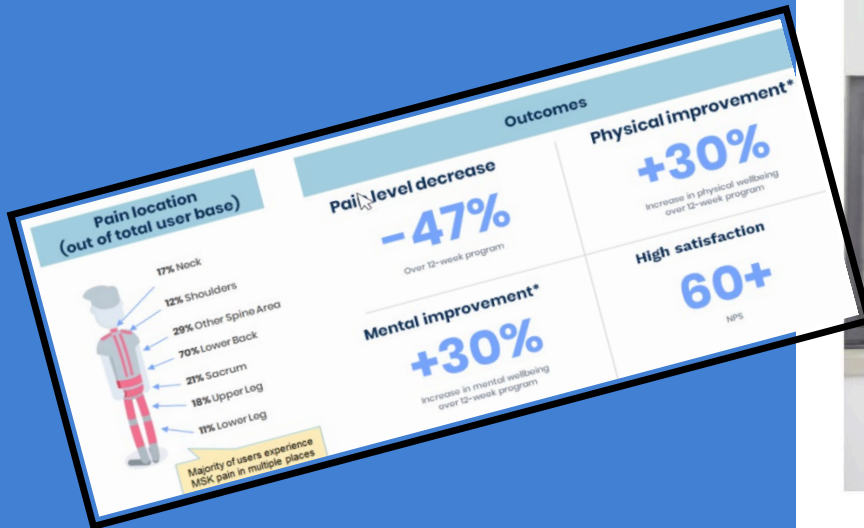 Pain location
(out of total user base)
17% Neck
12% Shoulders
29% Other Spine Area
70% Lower Back
21% Sacrum
18% Upper Leg
11% Lower Leg
Majority of users experience
MSK pain in multiple places
Outcomes
Pain level decrease
-47%
Over 12-week program
Physical improvement*
+30%
Increase in physical wellbeing
over 12-week program
Mental improvement*
+30%
Increase in mental wellbeing
over 12-week program
High satisfaction
60+
NPS